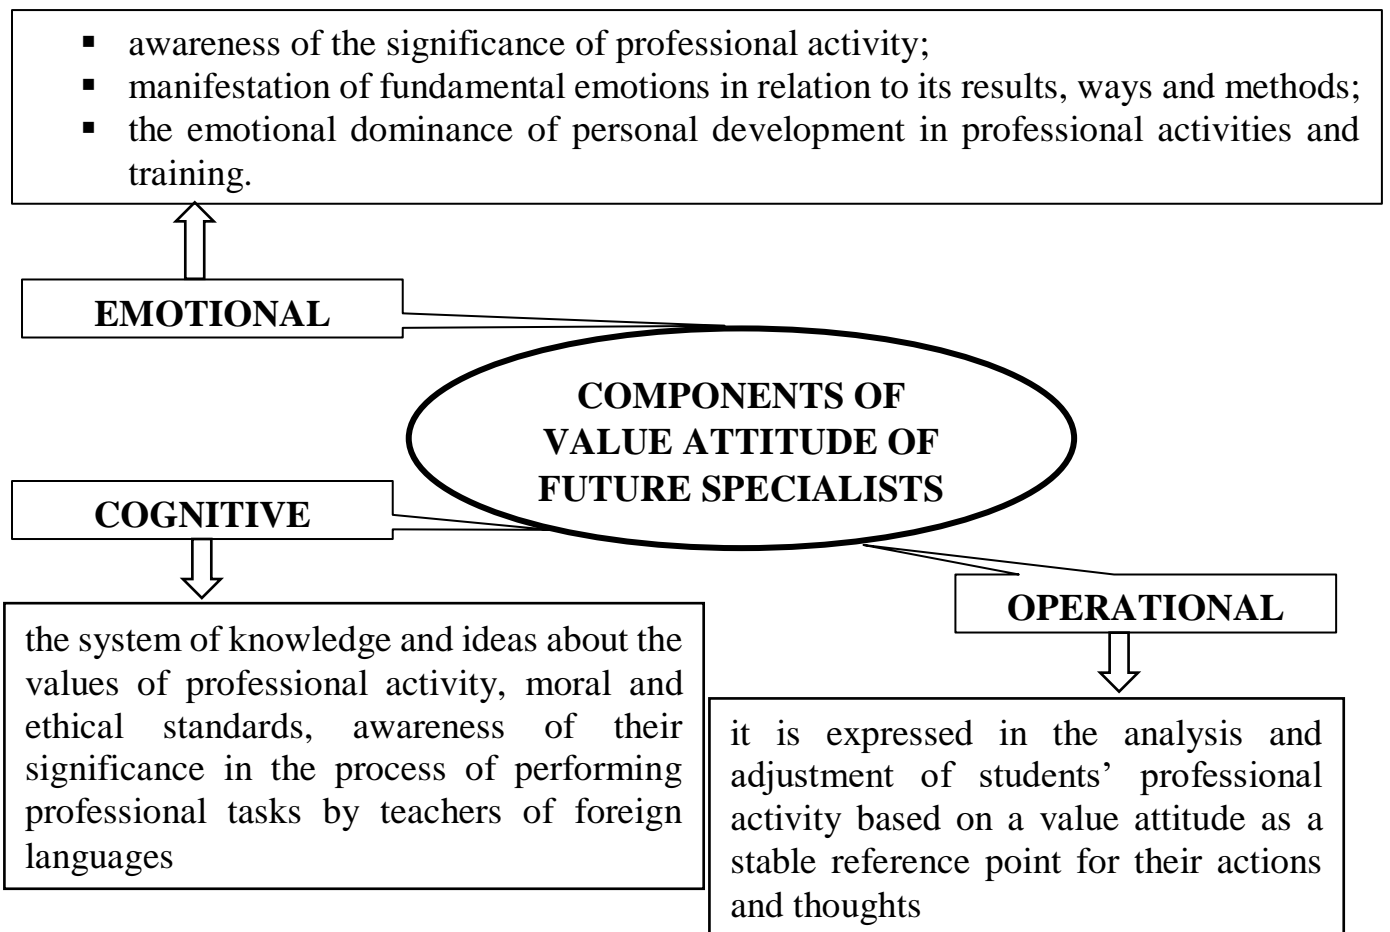 ▪ awareness of the significance of professional activity;
▪ manifestation of fundamental emotions in relation to its results, ways and methods;
▪ the emotional dominance of personal development in professional activities and
training.
EMOTIONAL
COMPONENTS OF
VALUE ATTITUDE OF
FUTURE SPECIALISTS
COGNITIVE
the system of knowledge and ideas about the
values of professional activity, moral and
ethical standards, awareness of their
significance in the process of performing
professional tasks by teachers of foreign
languages
OPERATIONAL
it is expressed in the analysis and
adjustment of students’ professional
activity based on a value attitude as a
stable reference point for their actions
and thoughts